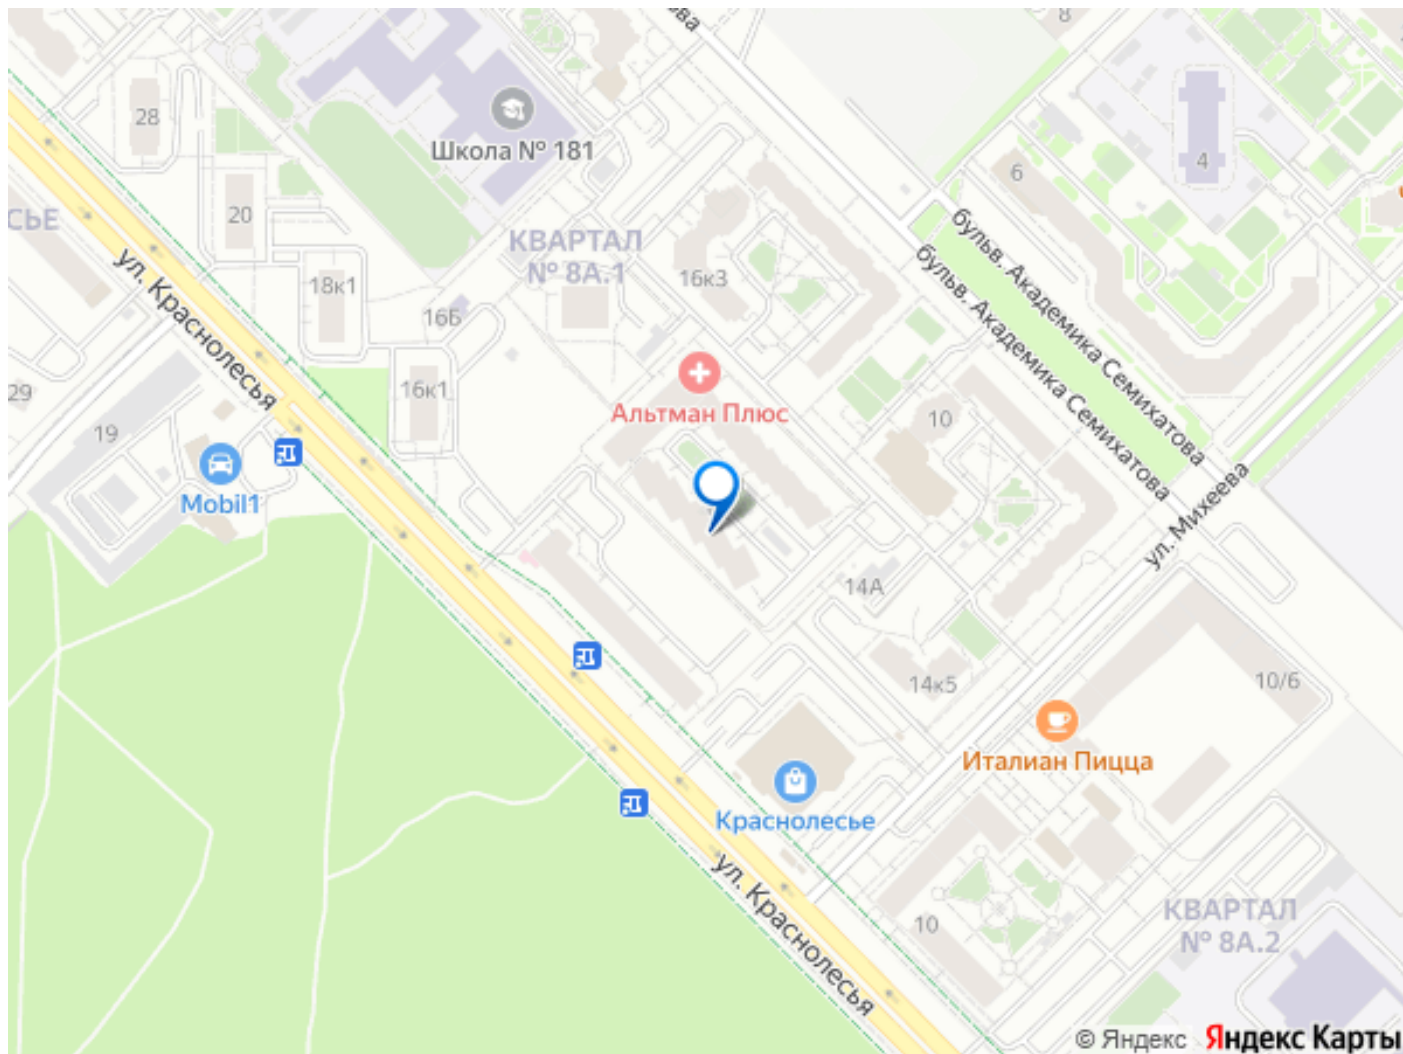 ова
8
28
Школа № 181
4
6
20
СЬЕ
КВАРТАЛ
№ 8А.1
бульв. Академика Семихатова
бульв. Академика Семихатова
18к1
16к3
16Б
ул. Краснолесья
29
16к1
Альтман Плюс
10
19
Mobil1
ул. Михеева
14А
14к5
10/6
Италиан Пицца
Краснолесье
ул. Краснолесья
10
КВАРТАЛ
№ 8А.2
© Яндекс Яндекс Карты